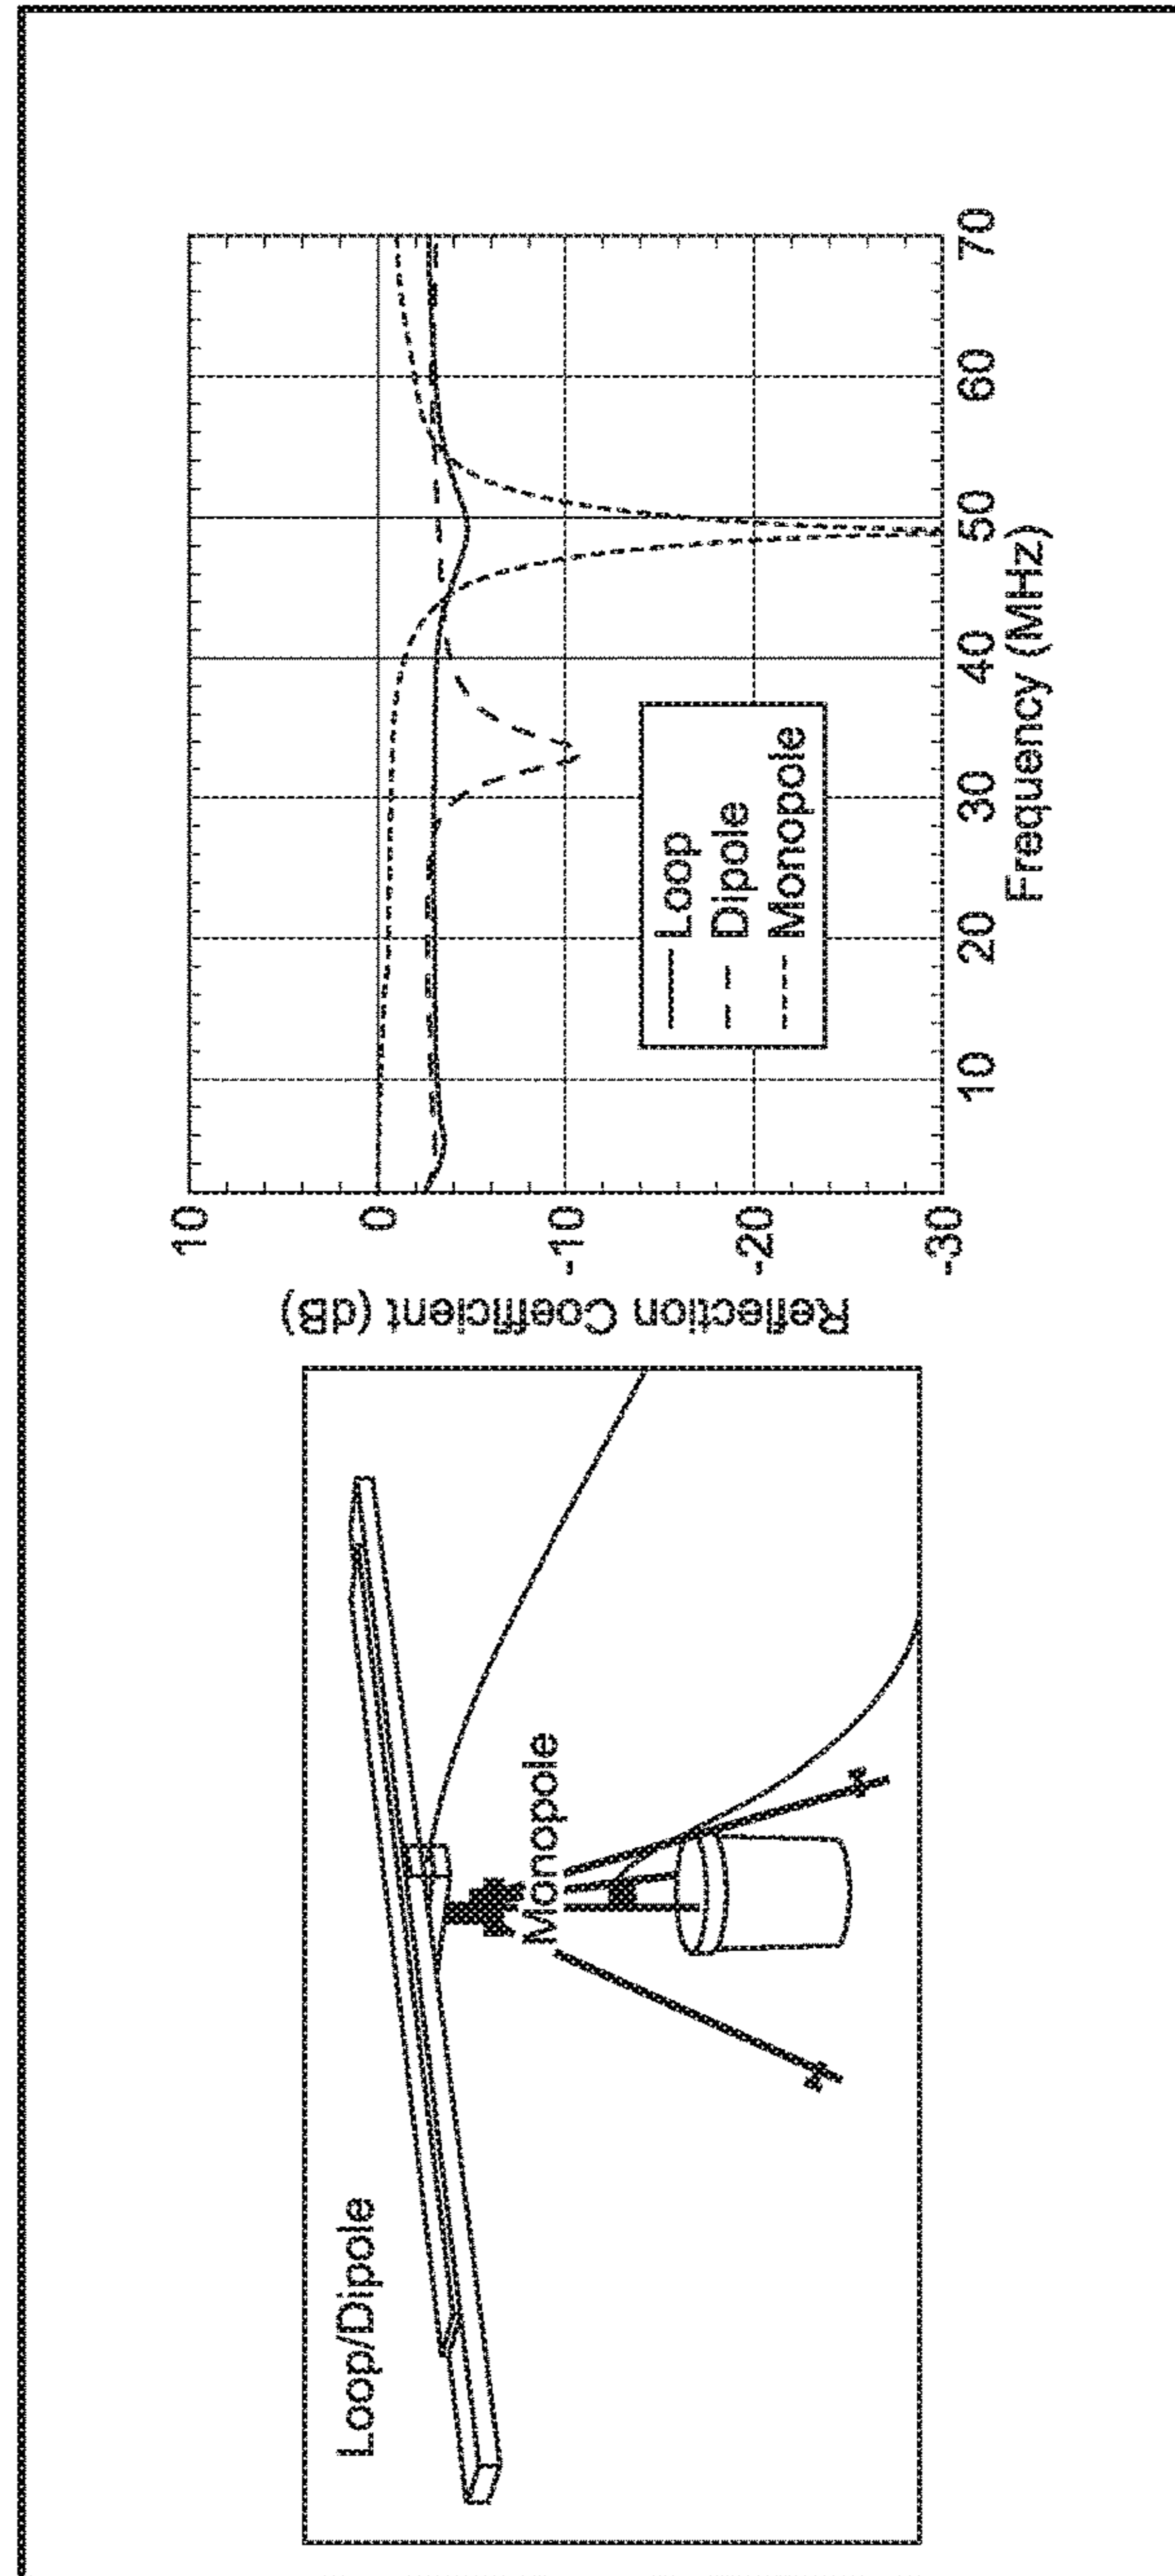 Loop/Dipole
Monopole
Reflection Coefficient (dB)
10
0
-10
-20
-30
Loop
Dipole
Monopole
10
20
30
40
50
60
70
Frequency (MHz)